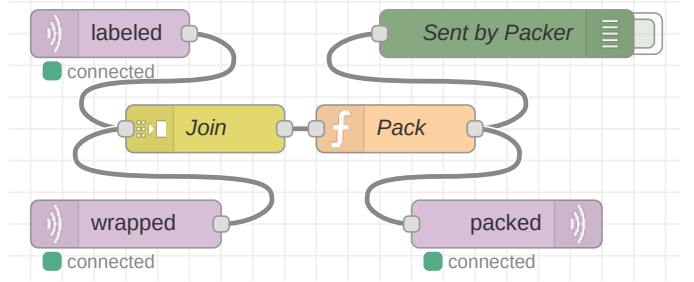 labeled
connected
Sent by Packer
Join
Pack
wrapped
connected
packed
connected